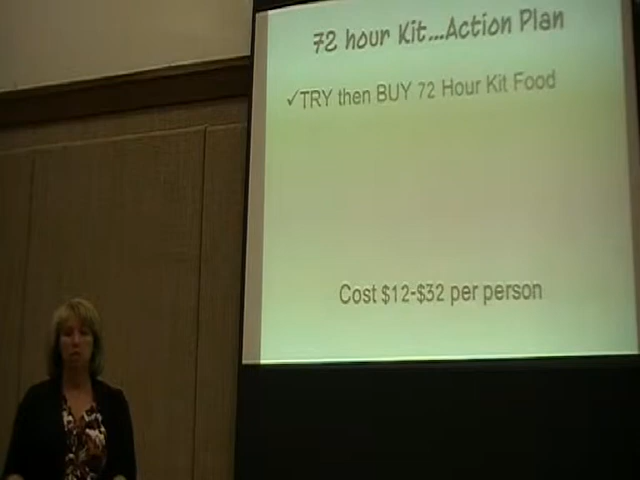 72 hour Kit...Action Plan
✓TRY then BUY 72 Hour Kit Food
Cost $12-$32 per person